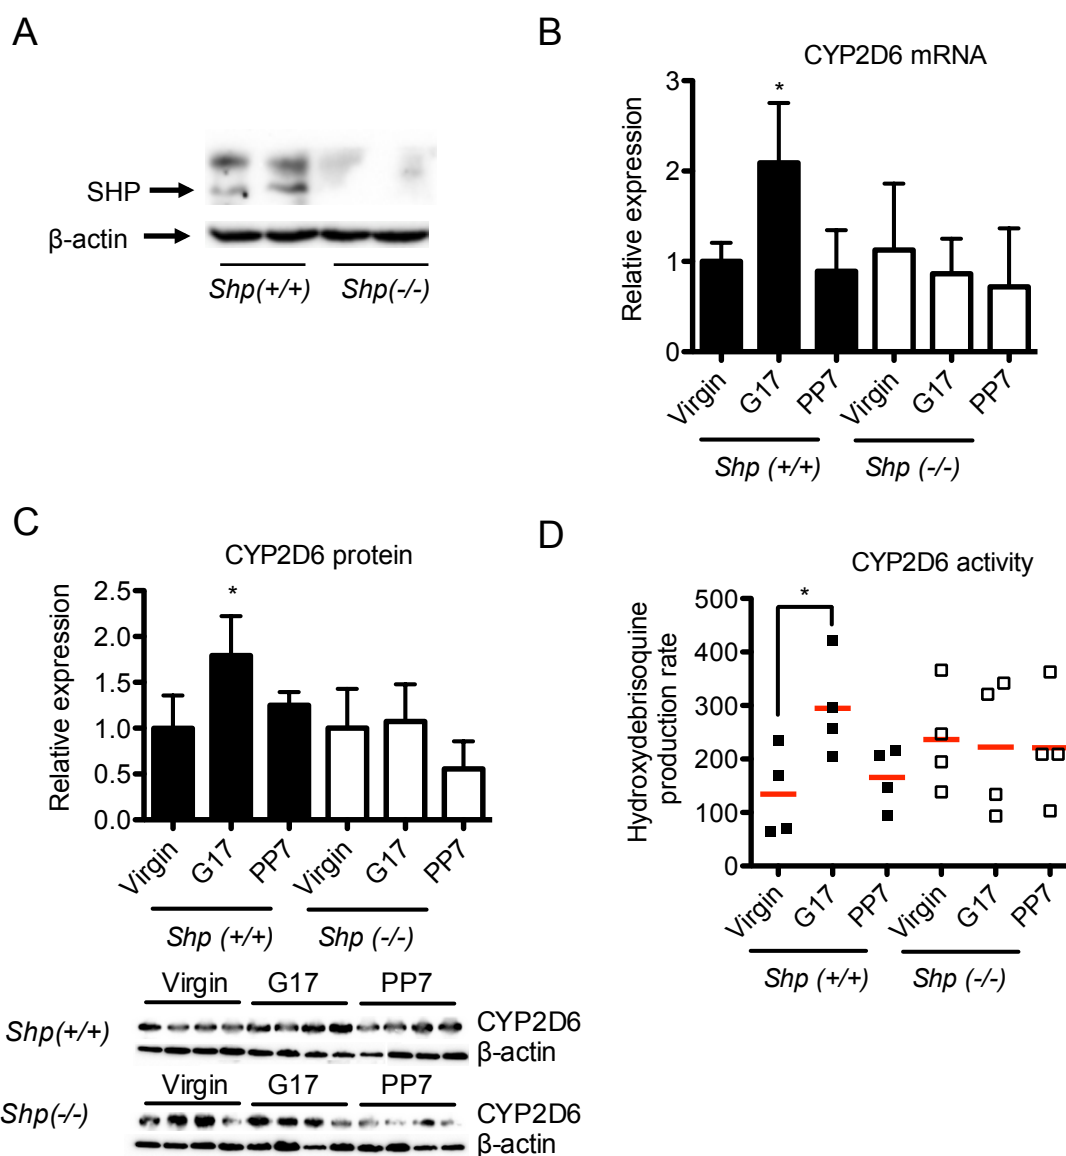 A
SHP
β-actin
Shp(+/+) Shp(-/-)
B
CYP2D6 mRNA
Relative expression
3
2
1
0
*
Virgin G17 PP7 Virgin G17 PP7
Shp (+/+) Shp (-/-)
C
CYP2D6 protein
Relative expression
2.5
2.0
1.5
1.0
0.5
0.0
*
Virgin G17 PP7 Virgin G17 PP7
Shp (+/+) Shp (-/-)
Virgin G17 PP7
Shp(+/+) CYP2D6
β-actin
Virgin G17 PP7
Shp(-/-) CYP2D6
β-actin
D
CYP2D6 activity
Hydroxydebrisoquine
production rate
500
400
300
200
100
0
*
Virgin G17 PP7 Virgin G17 PP7
Shp (+/+) Shp (-/-)